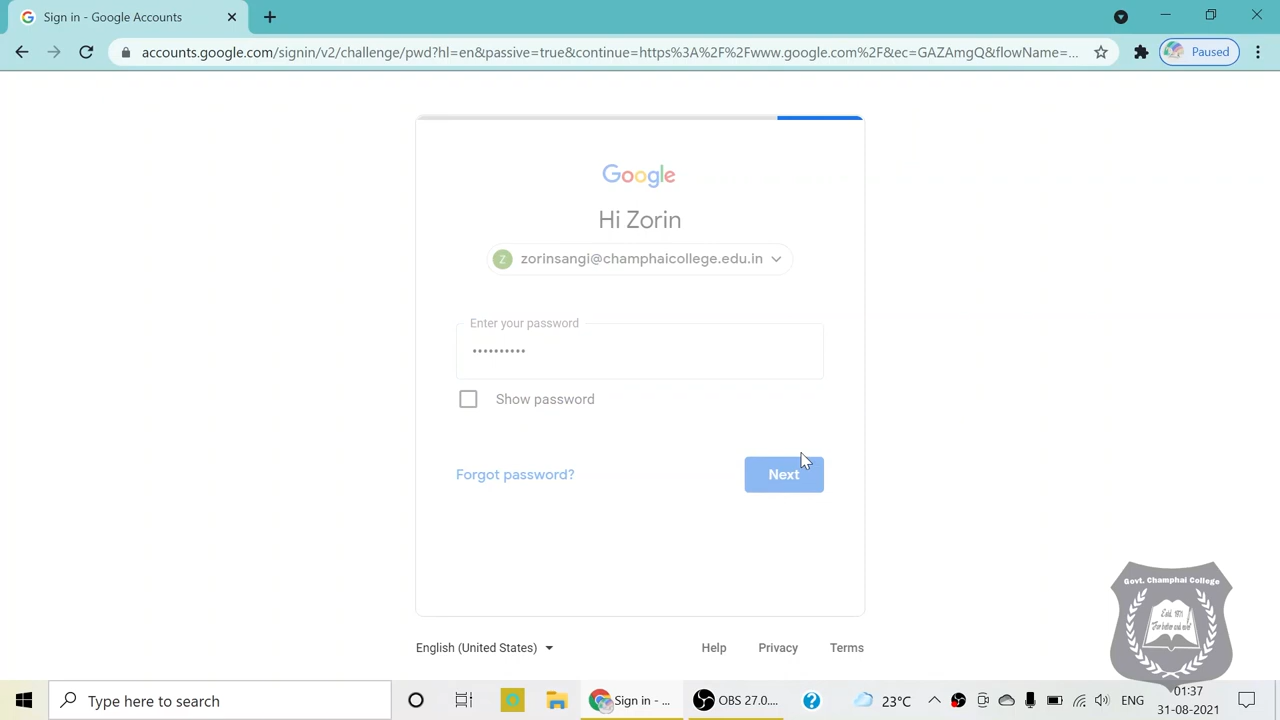 Sign in - Google Accounts
accounts.google.com/signin/v2/challenge/pwd?hl=en&passive=true&continue=https%3A%2F%2Fwww.google.com%2F&ec=GAZAmgQ&flowName=...
Paused
Google
Hi Zorin
Z
zorinsangi@champhaicollege.edu.in
Enter your password
••••••••••
Show password
Forgot password?
Next
English (United States)
Help
Privacy
Terms
Govt. Champhai College
Estd. 1971
Type here to search
Sign in - ...
OBS 27.0....
23°C
ENG
01:37
31-08-2021